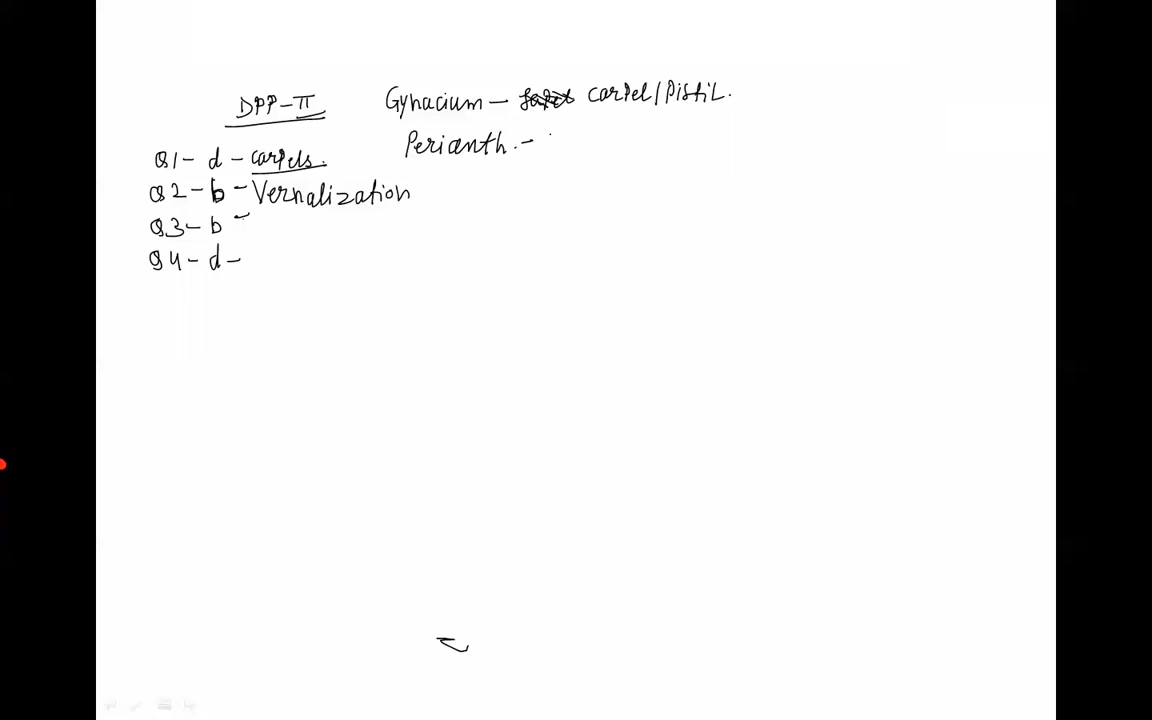 DPP-II
Gynacium - carpel/Pistil.
Perianth. -
Q1 - d - carpels.
Q2 - b - Vernalization
Q3 - b -
Q4 - d -